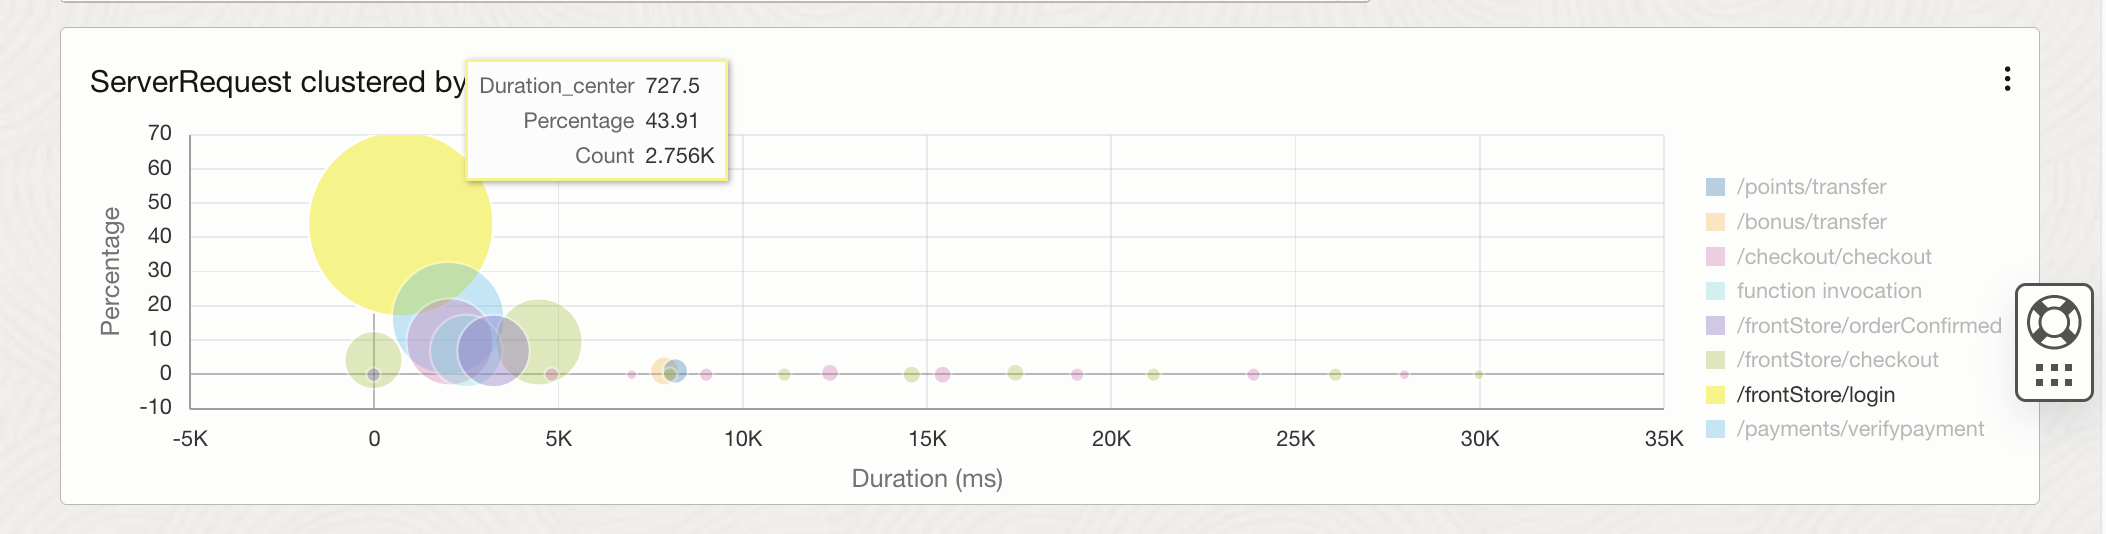 ServerRequest clustered by
Duration_center 727.5
Percentage 43.91
Count 2.756K
Percentage
70
60
50
40
30
20
10
0
-10
-5K 0 5K 10K 15K 20K 25K 30K 35K
Duration (ms)
/points/transfer
/bonus/transfer
/checkout/checkout
function invocation
/frontStore/orderConfirmed
/frontStore/checkout
/frontStore/login
/payments/verifypayment